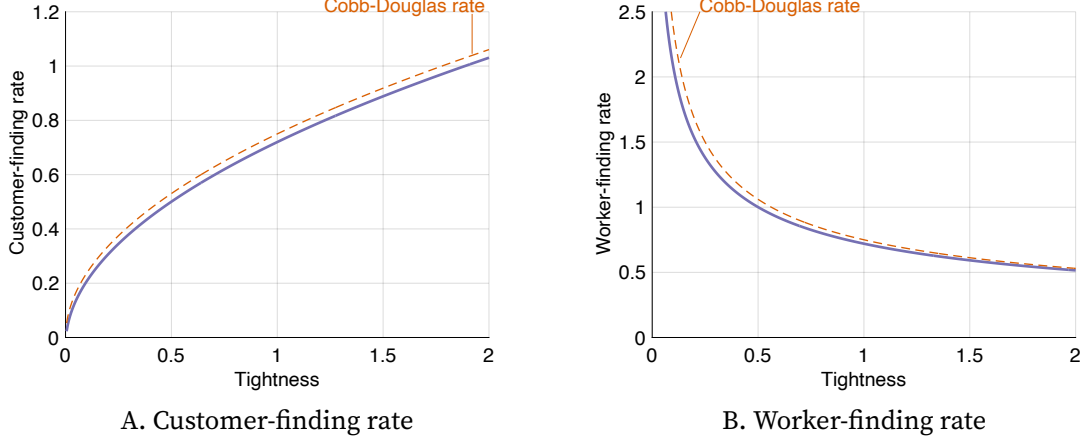 Cobb-Douglas rate
1.2
1
0.8
0.6
0.4
0.2
0
Customer-finding rate
0 0.5 1 1.5 2
Tightness
A. Customer-finding rate
Cobb-Douglas rate
2.5
2
1.5
1
0.5
0
Worker-finding rate
0 0.5 1 1.5 2
Tightness
B. Worker-finding rate